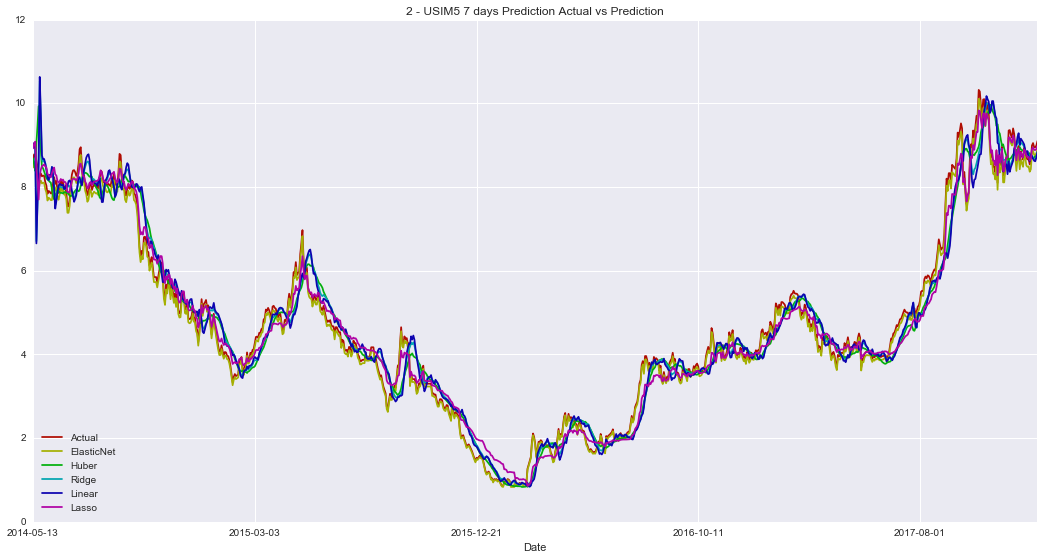 2 - USIM5 7 days Prediction Actual vs Prediction
12
10
8
6
4
2
0
Actual
ElasticNet
Huber
Ridge
Linear
Lasso
2014-05-13
2015-03-03
2015-12-21
2016-10-11
2017-08-01
Date